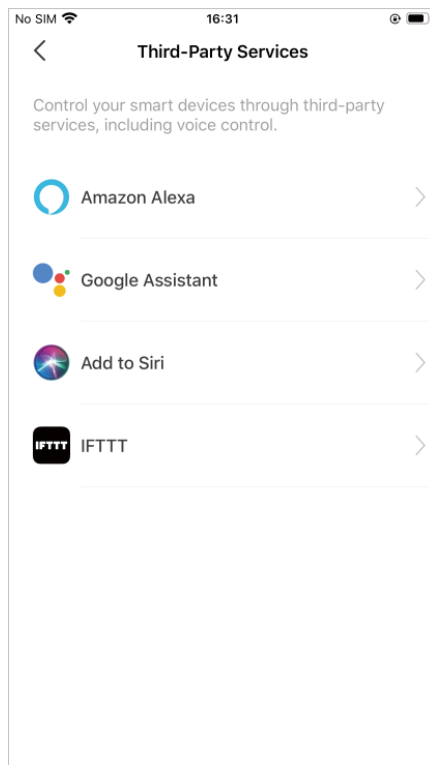 No SIM 16:31
Third-Party Services
Control your smart devices through third-party
services, including voice control.
Amazon Alexa
Google Assistant
Add to Siri
IFTTT IFTTT